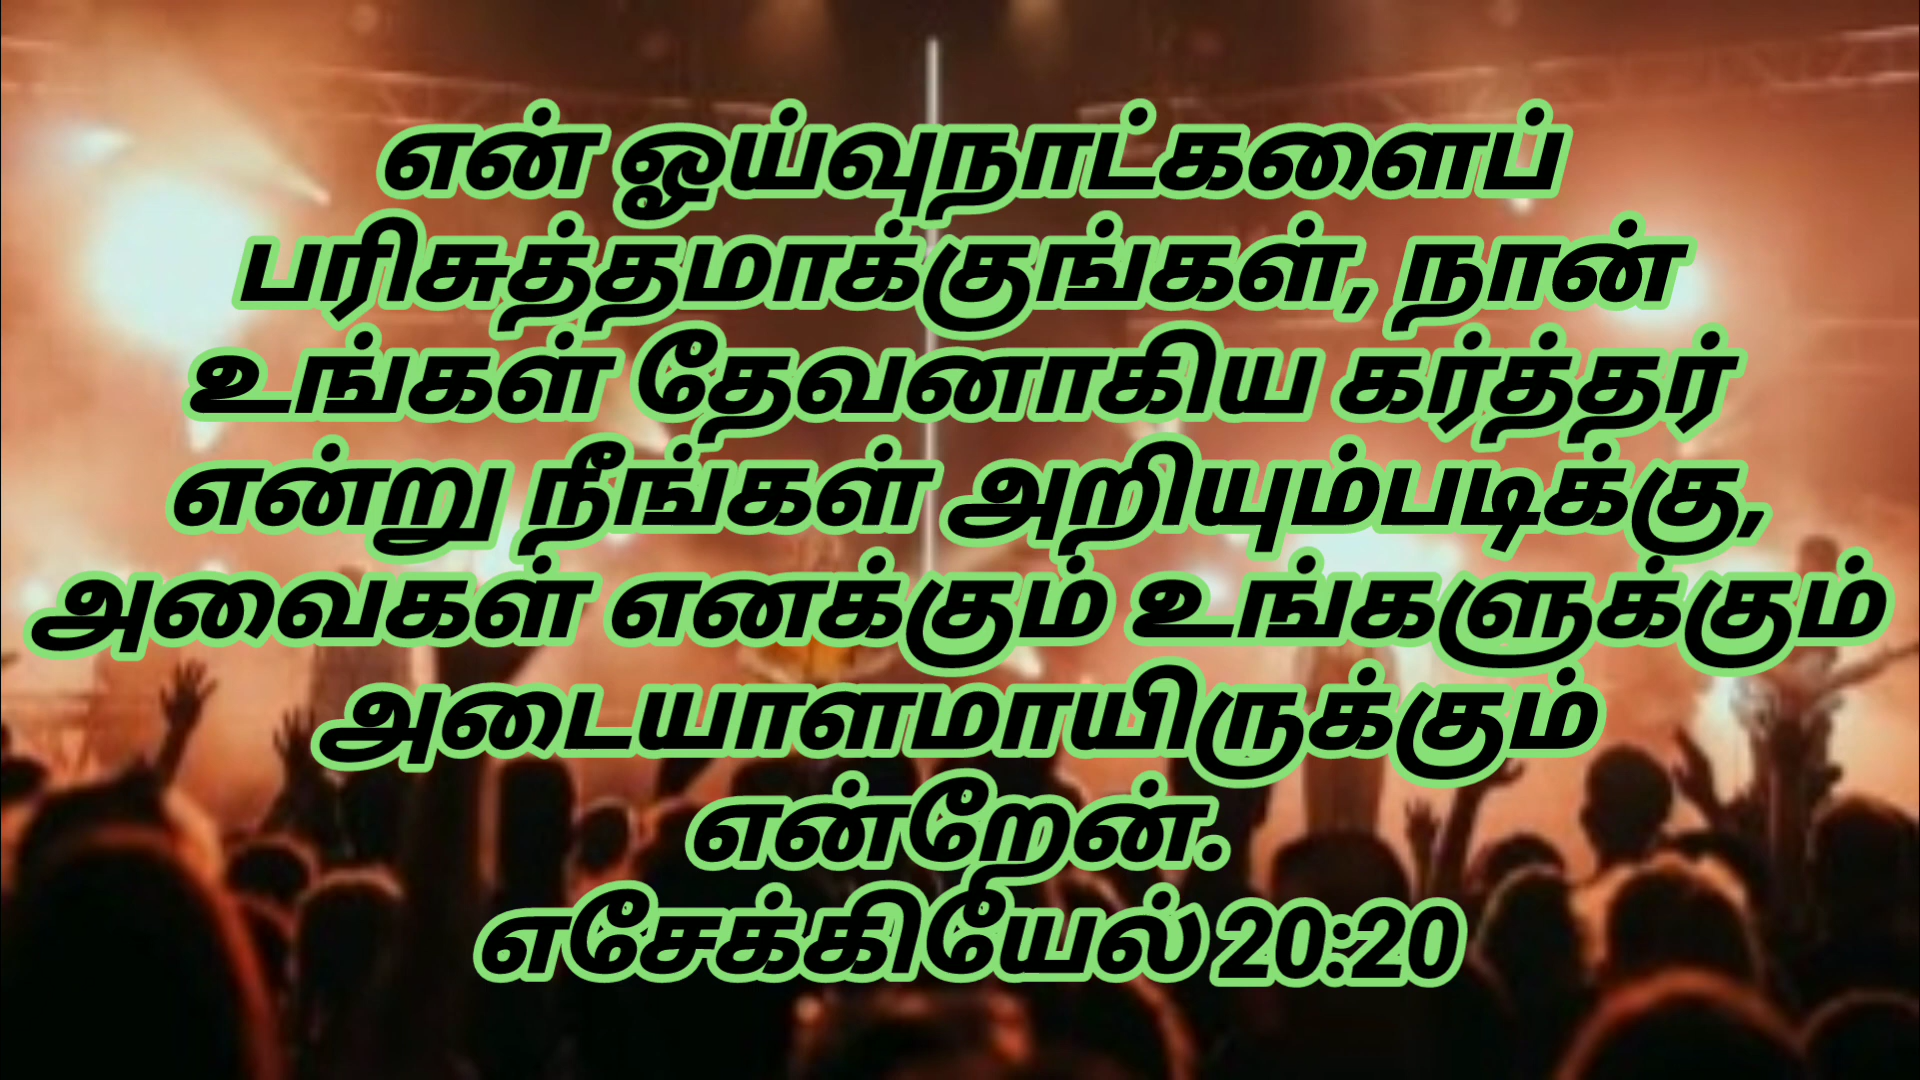 என் ஓய்வுநாட்களைப்
பரிசுத்தமாக்குங்கள், நான்
உங்கள் தேவனாகிய கர்த்தர்
என்று நீங்கள் அறியும்படிக்கு,
அவைகள் எனக்கும் உங்களுக்கும்
அடையாளமாயிருக்கும்
என்றேன்.
எசேக்கியேல் 20:20